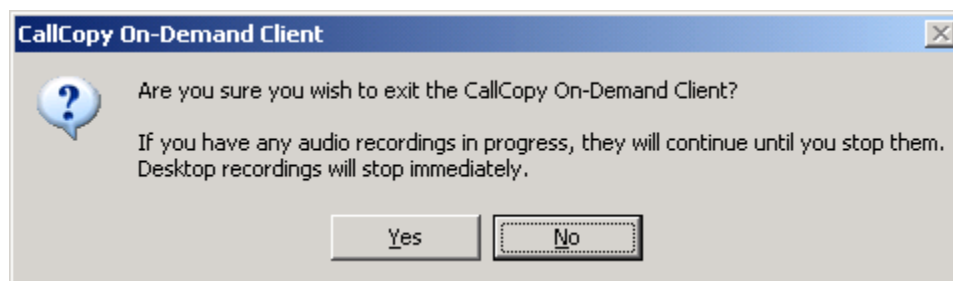 CallCopy On-Demand Client
Are you sure you wish to exit the CallCopy On-Demand Client?
If you have any audio recordings in progress, they will continue until you stop them.
Desktop recordings will stop immediately.
Yes
No